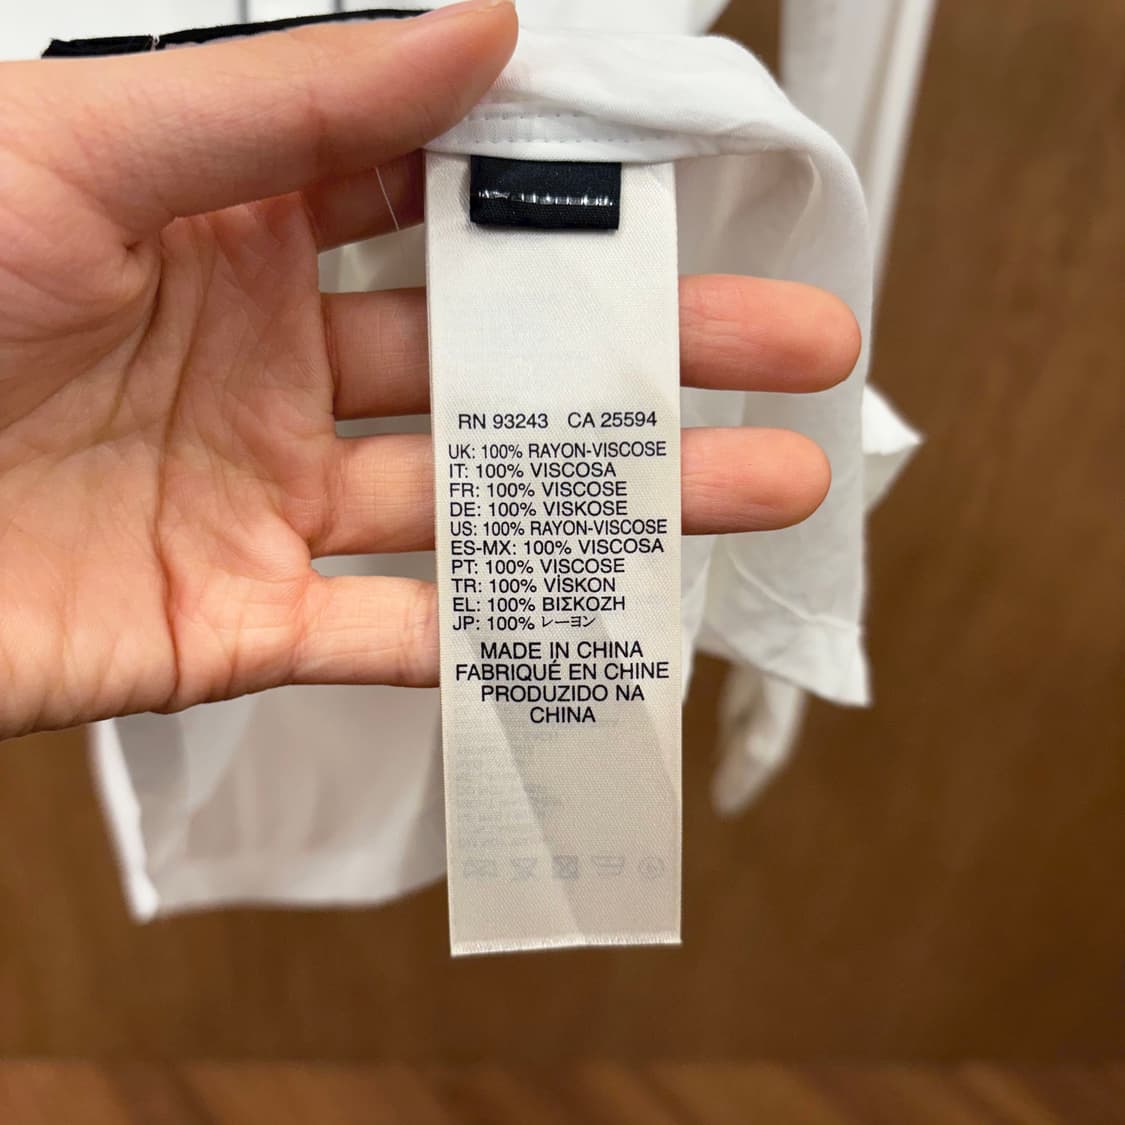 RN 93243 CA 25594
UK: 100% RAYON-VISCOSE
IT: 100% VISCOSA
FR: 100% VISCOSE
DE: 100% VISKOSE
US: 100% RAYON-VISCOSE
ES-MX: 100% VISCOSA
PT: 100% VISCOSE
TR: 100% VİSKON
EL: 100% ΒΙΣΚΟΖΗ
JP: 100% レーヨン
MADE IN CHINA
FABRIQUÉ EN CHINE
PRODUZIDO NA
CHINA